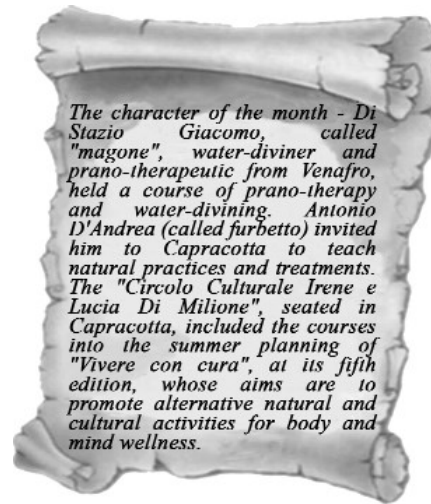 The character of the month - Di
Stazio Giacomo, called
"magone", water-diviner and
prano-therapeutic from Venafro,
held a course of prano-therapy
and water-divining. Antonio
D'Andrea (called furbetto) invited
him to Capracotta to teach
natural practices and treatments.
The "Circolo Culturale Irene e
Lucia Di Milione", seated in
Capracotta, included the courses
into the summer planning of
"Vivere con cura", at its fifth
edition, whose aims are to
promote alternative natural and
cultural activities for body and
mind wellness.